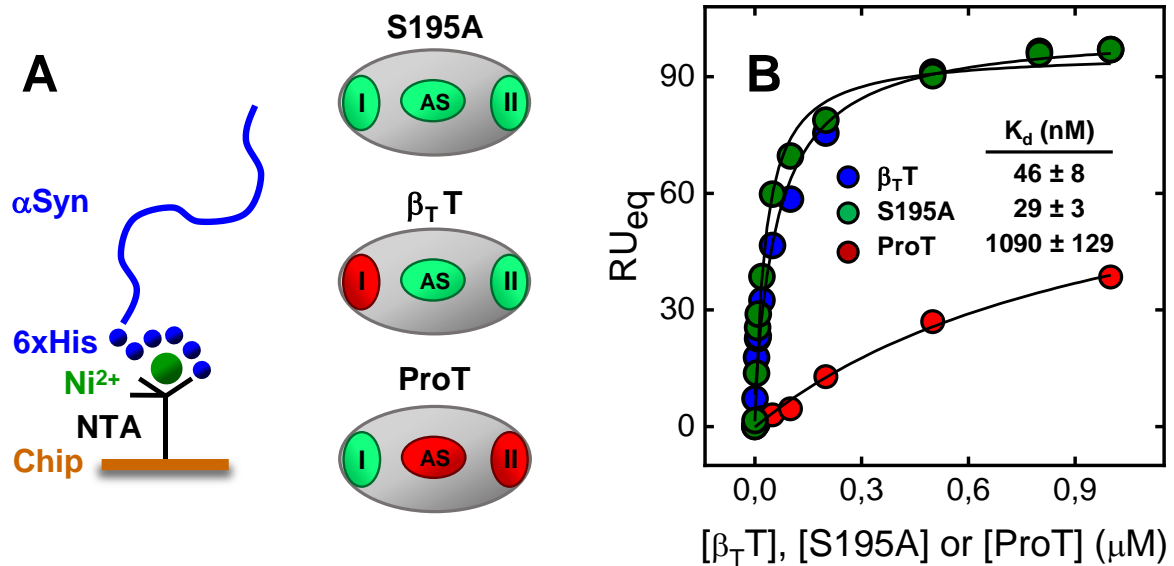 A
αSyn
6xHis
Ni²⁺
NTA
Chip
S195A
I AS II
βTT
I AS II
ProT
I AS II
B
RUeq
90
60
30
0
Kd (nM)
βTT 46 ± 8
S195A 29 ± 3
ProT 1090 ± 129
0,0 0,3 0,6 0,9
[βTT], [S195A] or [ProT] (μM)